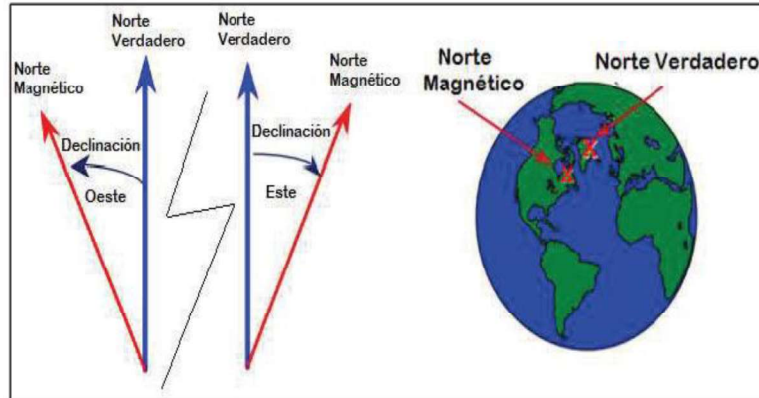 Norte
Verdadero
Norte
Verdadero
Norte
Magnético
Norte
Magnético
Declinación
Oeste
Declinación
Este
Norte
Magnético
Norte Verdadero
X
X